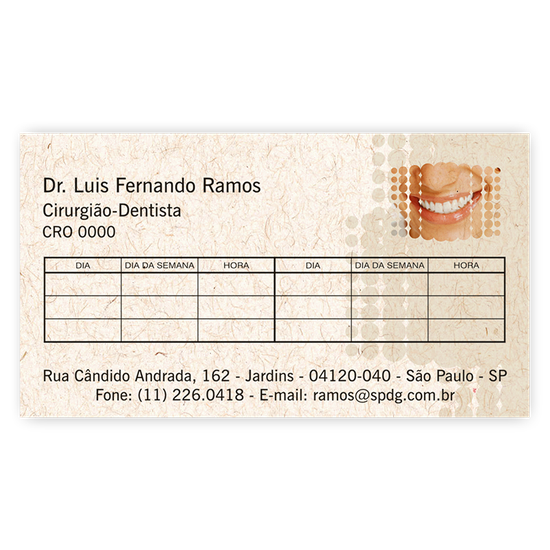 Dr. Luis Fernando Ramos
Cirurgião-Dentista
CRO 0000
DIA DIA DA SEMANA HORA DIA DIA DA SEMANA HORA
Rua Cândido Andrada, 162 - Jardins - 04120-040 - São Paulo - SP
Fone: (11) 226.0418 - E-mail: ramos@spdg.com.br